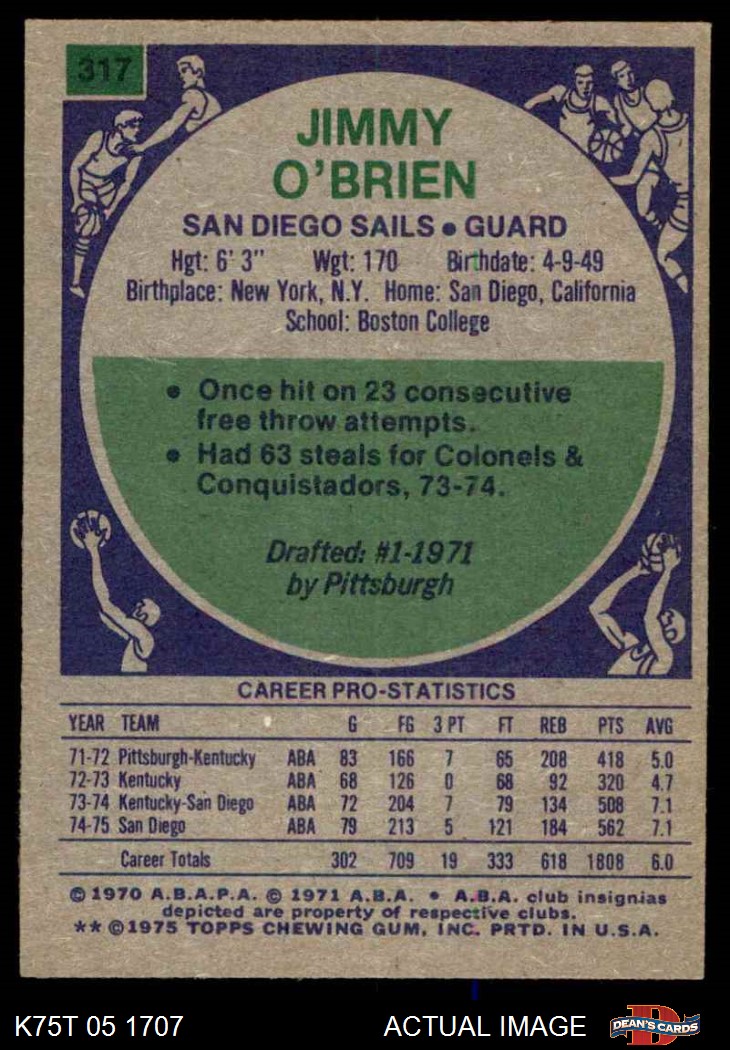 317
JIMMY
O'BRIEN
SAN DIEGO SAILS • GUARD
Hgt: 6' 3" Wgt: 170 Birthdate: 4-9-49
Birthplace: New York, N.Y. Home: San Diego, California
School: Boston College
• Once hit on 23 consecutive
free throw attempts.
• Had 63 steals for Colonels &
Conquistadors, 73-74.
Drafted: #1-1971
by Pittsburgh
CAREER PRO-STATISTICS
YEAR TEAM G FG 3 PT FT REB PTS AVG
71-72 Pittsburgh-Kentucky ABA 83 166 7 65 208 418 5.0
72-73 Kentucky ABA 68 126 0 68 92 320 4.7
73-74 Kentucky-San Diego ABA 72 204 7 79 134 508 7.1
74-75 San Diego ABA 79 213 5 121 184 562 7.1
Career Totals 302 709 19 333 618 1808 6.0
© 1970 A.B.A.P.A. © 1971 A.B.A. • A.B.A. club insignias
depicted are property of respective clubs.
** © 1975 TOPPS CHEWING GUM, INC. PRTD. IN U.S.A.
K75T 05 1707 ACTUAL IMAGE D DEAN'S CARDS